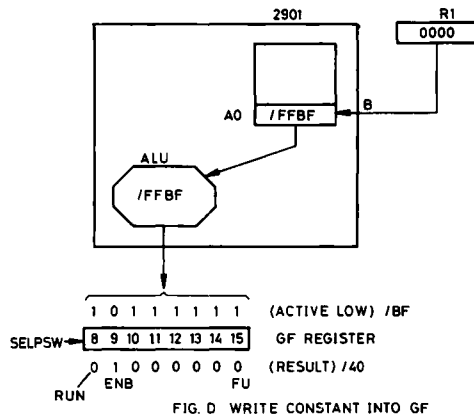 2901
R1
0000
B
A0
/FFBF
ALU
/FFBF
1 0 1 1 1 1 1 1 (ACTIVE LOW) /BF
SELPSW 8 9 10 11 12 13 14 15 GF REGISTER
0 1 0 0 0 0 0 0 (RESULT) /40
RUN ENB FU
FIG. D WRITE CONSTANT INTO GF